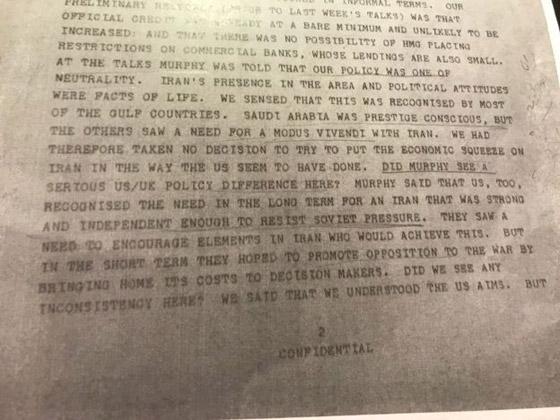 IN INFORMAL TERMS. OUR
PRELIMINARY TO LAST WEEK'S TALKS) WAS THAT
OFFICIAL CREDIT ALREADY AT A BARE MINIMUM AND UNLIKELY TO BE
INCREASED: AND THAT THERE WAS NO POSSIBILITY OF HMG PLACING
RESTRICTIONS ON COMMERCIAL BANKS, WHOSE LENDINGS ARE ALSO SMALL.
AT THE TALKS MURPHY WAS TOLD THAT OUR POLICY WAS ONE OF
NEUTRALITY. IRAN'S PRESENCE IN THE AREA AND POLITICAL ATTITUDES
WERE FACTS OF LIFE. WE SENSED THAT THIS WAS RECOGNISED BY MOST
OF THE GULF COUNTRIES. SAUDI ARABIA WAS PRESTIGE CONSCIOUS, BUT
THE OTHERS SAW A NEED FOR A MODUS VIVENDI WITH IRAN. WE HAD
THEREFORE TAKEN NO DECISION TO TRY TO PUT THE ECONOMIC SQUEEZE ON
IRAN IN THE WAY THE US SEEM TO HAVE DONE. DID MURPHY SEE A
SERIOUS US/UK POLICY DIFFERENCE HERE? MURPHY SAID THAT US, TOO,
RECOGNISED THE NEED IN THE LONG TERM FOR AN IRAN THAT WAS STRONG
AND INDEPENDENT ENOUGH TO RESIST SOVIET PRESSURE. THEY SAW A
NEED TO ENCOURAGE ELEMENTS IN IRAN WHO WOULD ACHIEVE THIS. BUT
IN THE SHORT TERM THEY HOPED TO PROMOTE OPPOSITION TO THE WAR BY
BRINGING HOME ITS COSTS TO DECISION MAKERS. DID WE SEE ANY
INCONSISTENCY HERE? WE SAID THAT WE UNDERSTOOD THE US AIMS. BUT
2
CONFIDENTIAL